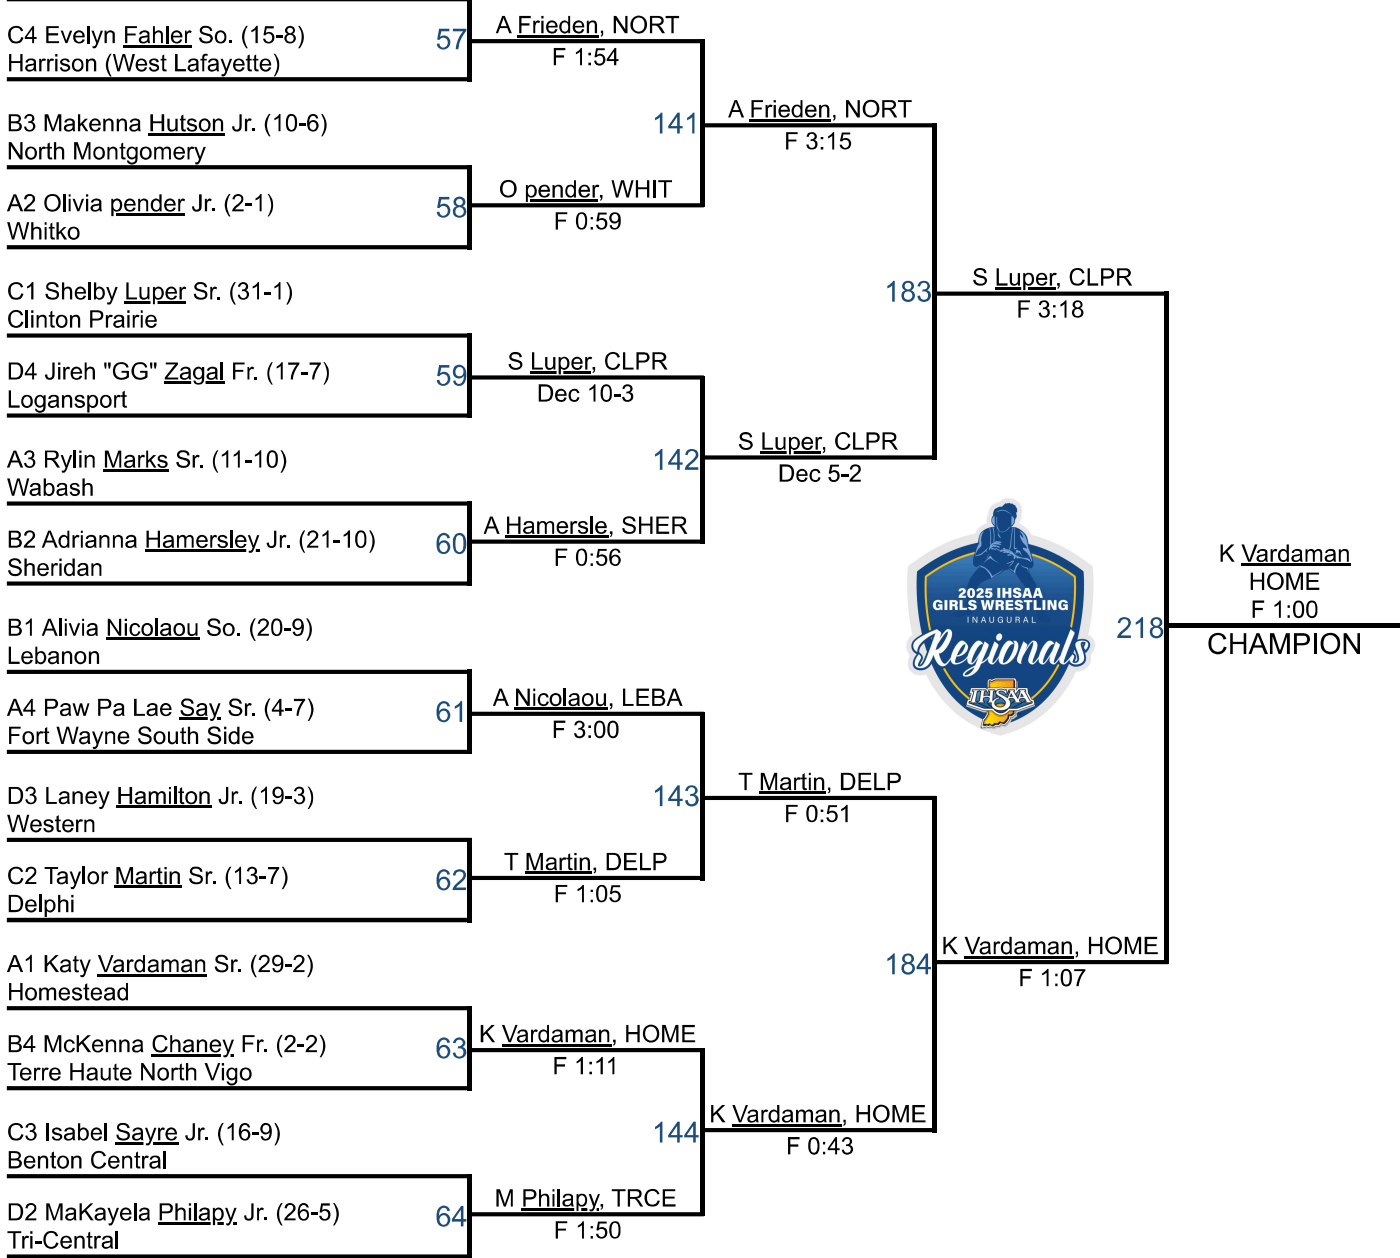 C4 Evelyn Fahler So. (15-8)
Harrison (West Lafayette)
57
A Frieden, NORT
F 1:54
B3 Makenna Hutson Jr. (10-6)
North Montgomery
141
A Frieden, NORT
F 3:15
A2 Olivia pender Jr. (2-1)
Whitko
58
O pender, WHIT
F 0:59
C1 Shelby Luper Sr. (31-1)
Clinton Prairie
183
S Luper, CLPR
F 3:18
D4 Jireh "GG" Zagal Fr. (17-7)
Logansport
59
S Luper, CLPR
Dec 10-3
A3 Rylin Marks Sr. (11-10)
Wabash
142
S Luper, CLPR
Dec 5-2
B2 Adrianna Hamersley Jr. (21-10)
Sheridan
60
A Hamersle, SHER
F 0:56
2025 IHSAA
GIRLS WRESTLING
INAUGURAL
Regionals
IHSAA
218
K Vardaman
HOME
F 1:00
CHAMPION
B1 Alivia Nicolaou So. (20-9)
Lebanon
A4 Paw Pa Lae Say Sr. (4-7)
Fort Wayne South Side
61
A Nicolaou, LEBA
F 3:00
D3 Laney Hamilton Jr. (19-3)
Western
143
T Martin, DELP
F 0:51
C2 Taylor Martin Sr. (13-7)
Delphi
62
T Martin, DELP
F 1:05
A1 Katy Vardaman Sr. (29-2)
Homestead
184
K Vardaman, HOME
F 1:07
B4 McKenna Chaney Fr. (2-2)
Terre Haute North Vigo
63
K Vardaman, HOME
F 1:11
C3 Isabel Sayre Jr. (16-9)
Benton Central
144
K Vardaman, HOME
F 0:43
D2 MaKayela Philapy Jr. (26-5)
Tri-Central
64
M Philapy, TRCE
F 1:50